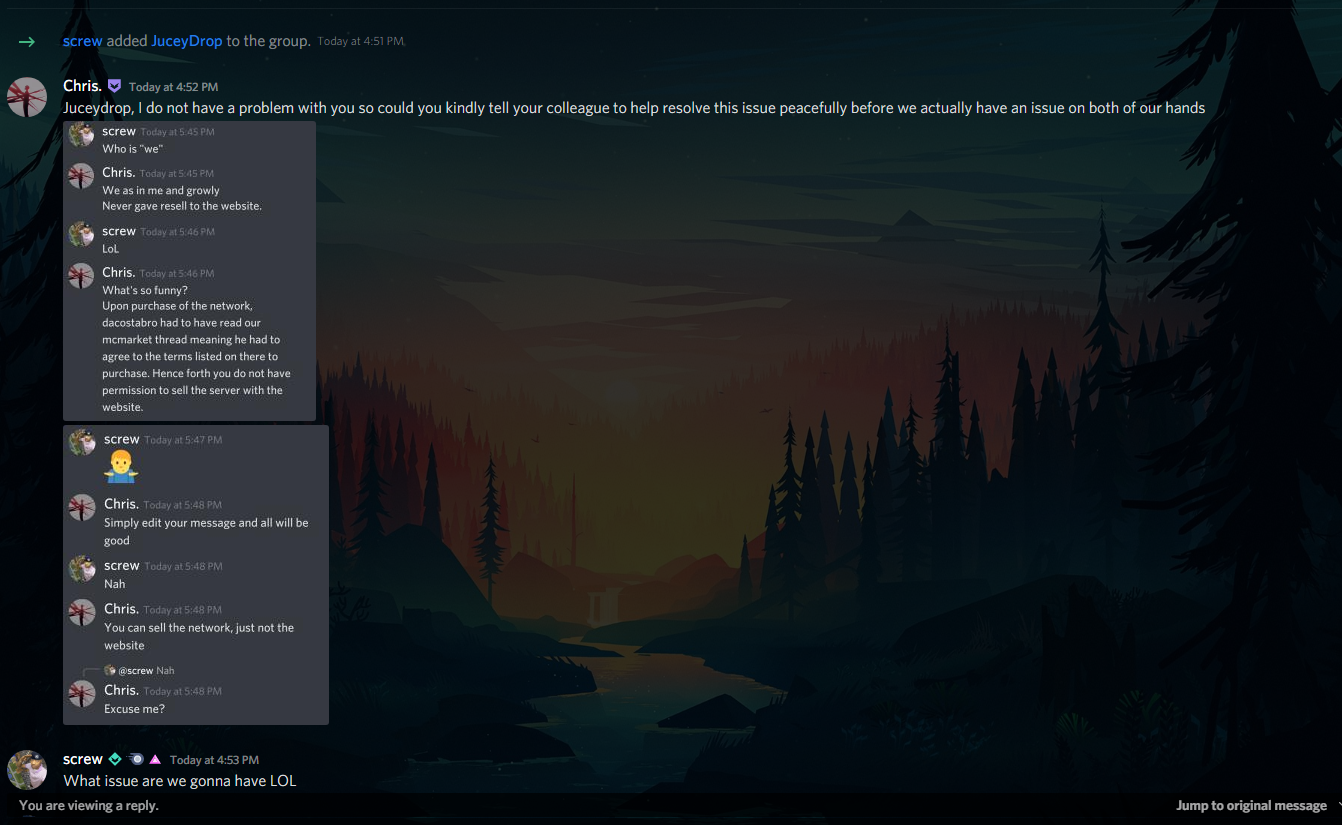 screw added JuceyDrop to the group. Today at 4:51 PM
Chris. Today at 4:52 PM
Juceydrop, I do not have a problem with you so could you kindly tell your colleague to help resolve this issue peacefully before we actually have an issue on both of our hands
screw Today at 5:45 PM
Who is "we"
Chris. Today at 5:45 PM
We as in me and growly
Never gave resell to the website.
screw Today at 5:46 PM
LoL
Chris. Today at 5:46 PM
What's so funny?
Upon purchase of the network,
dacostabro had to have read our
mcmarket thread meaning he had to
agree to the terms listed on there to
purchase. Hence forth you do not have
permission to sell the server with the
website.
screw Today at 5:47 PM
Chris. Today at 5:48 PM
Simply edit your message and all will be
good
screw Today at 5:48 PM
Nah
Chris. Today at 5:48 PM
You can sell the network, just not the
website
@screw Nah
Chris. Today at 5:48 PM
Excuse me?
screw Today at 4:53 PM
What issue are we gonna have LOL
You are viewing a reply.
Jump to original message